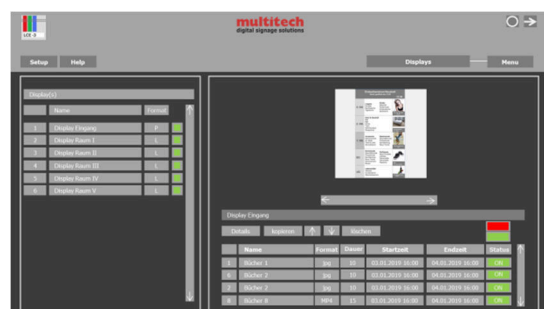 LCE-3
multitech
digital signage solutions
Setup Help Displays Menu
Display(s)
Name Format
1 Display Eingang P
2 Display Raum I L
3 Display Raum II L
4 Display Raum III L
5 Display Raum IV L
6 Display Raum V L
Display Eingang
Details kopieren löschen
Name Format Dauer Startzeit Endzeit Status
1 Bücher 1 jpg 10 03.01.2019 16:00 04.01.2019 16:00 ON
Bücher 2 jpg 10 03.01.2019 16:00 04.01.2019 16:00 ON
2 Bücher 2 jpg 10 03.01.2019 16:00 04.01.2019 16:00 ON
8 Bücher 8 MP4 15 03.01.2019 16:00 04.01.2019 16:00 ON